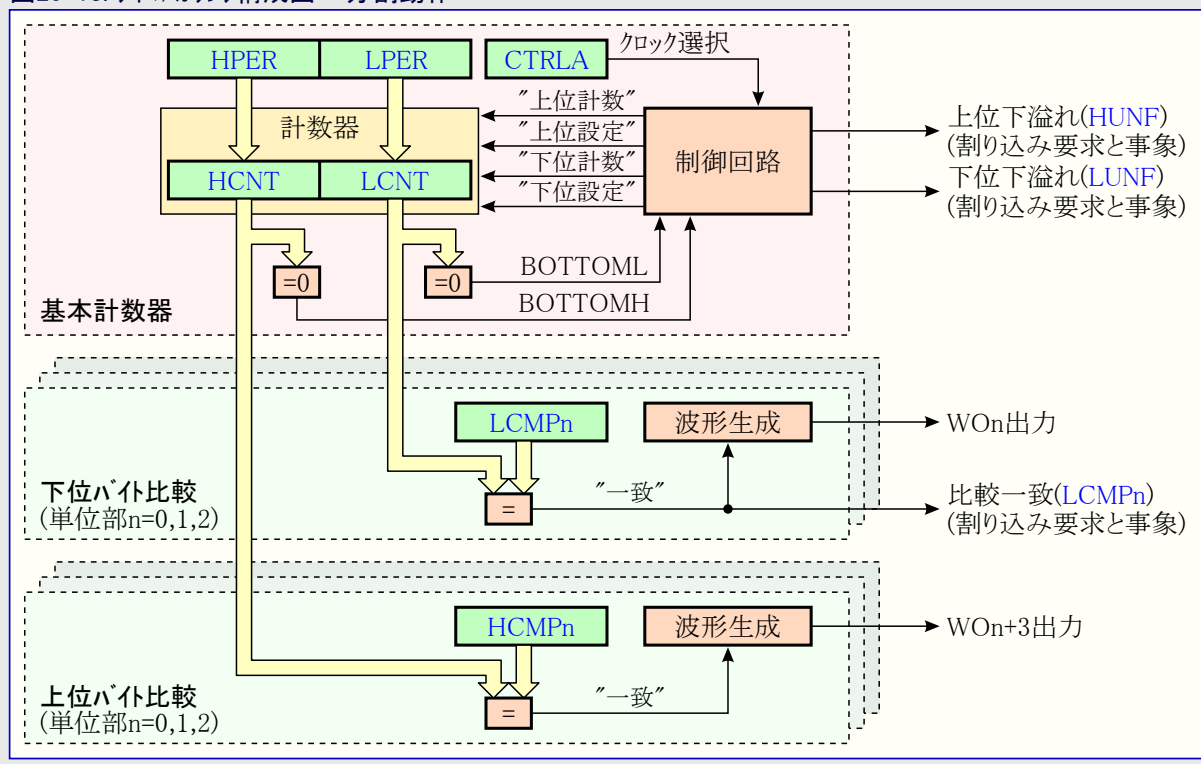 HPER LPER CTRLA クロック選択
"上位計数"
計数器 "上位設定"
"下位計数"
HCNT LCNT "下位設定"
制御回路
上位下溢れ(HUNF)
(割り込み要求と事象)
下位下溢れ(LUNF)
(割り込み要求と事象)
=0 =0 BOTTOML
BOTTOMH
基本計数器
LCMPn 波形生成 WOn出力
下位バイト比較
(単位部n=0,1,2)
= "一致" 比較一致(LCMPn)
(割り込み要求と事象)
HCMPn 波形生成 WOn+3出力
上位バイト比較
(単位部n=0,1,2)
= "一致"